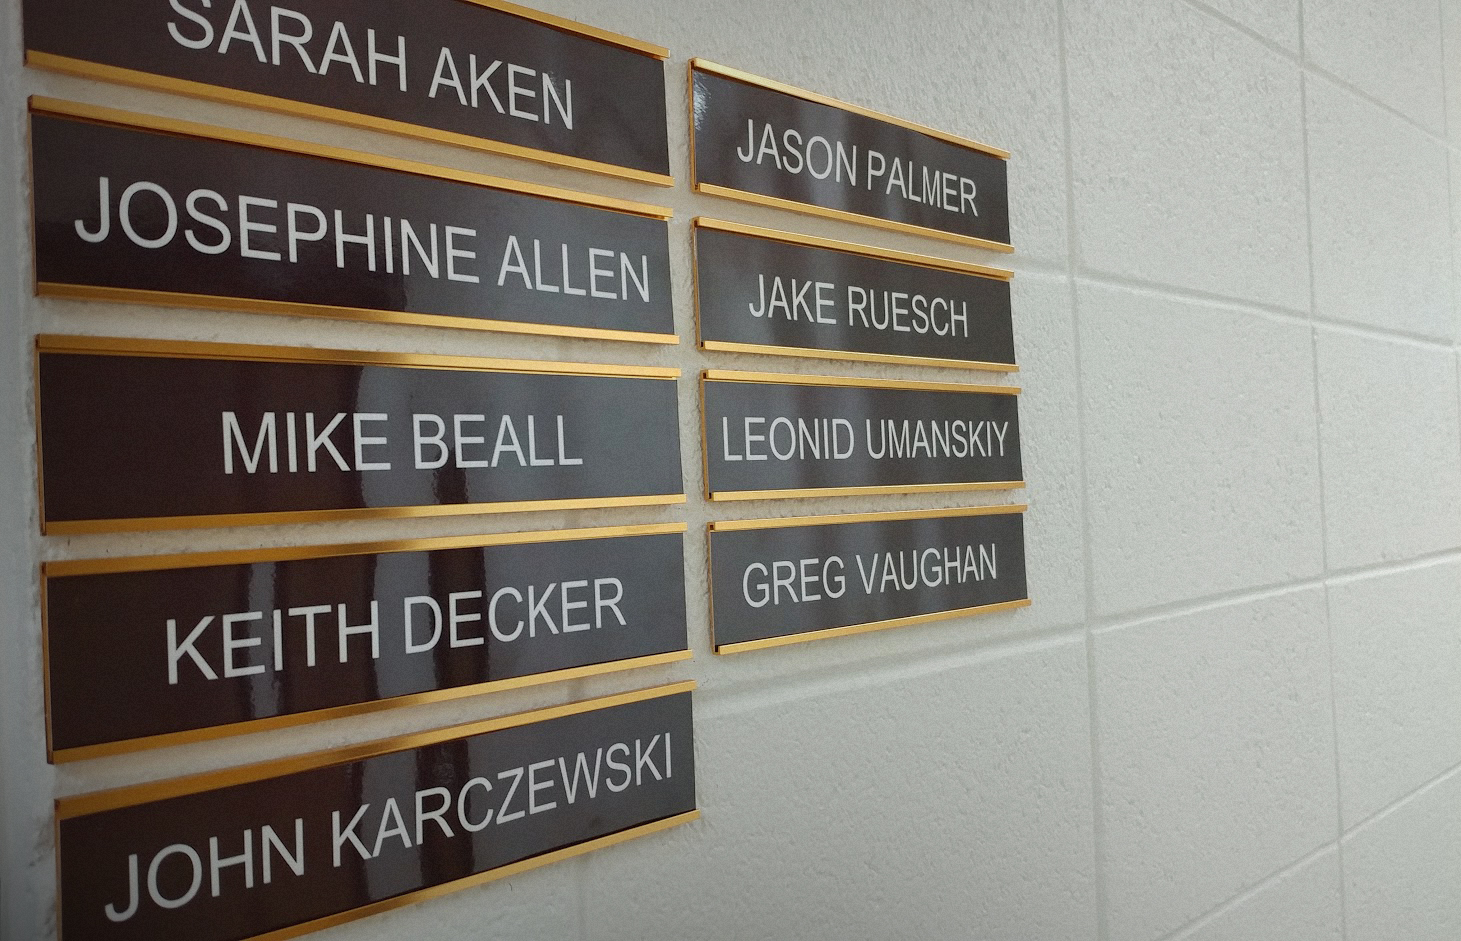 SARAH AKEN
JOSEPHINE ALLEN
MIKE BEALL
KEITH DECKER
JOHN KARCZEWSKI
JASON PALMER
JAKE RUESCH
LEONID UMANSKIY
GREG VAUGHAN